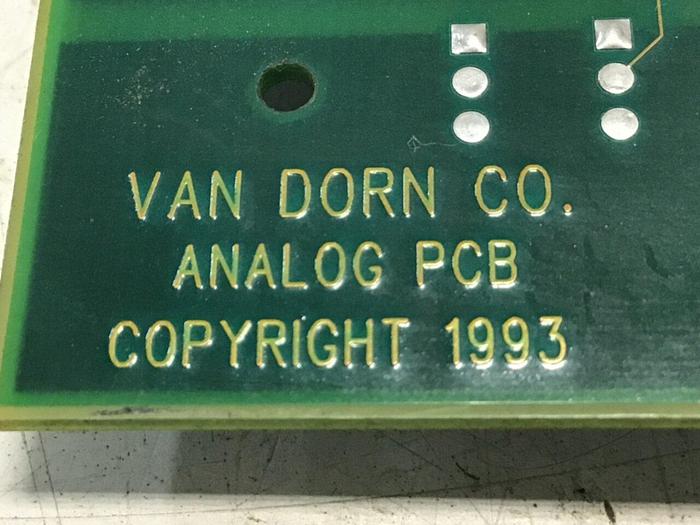 VAN DORN CO.
ANALOG PCB
COPYRIGHT 1993